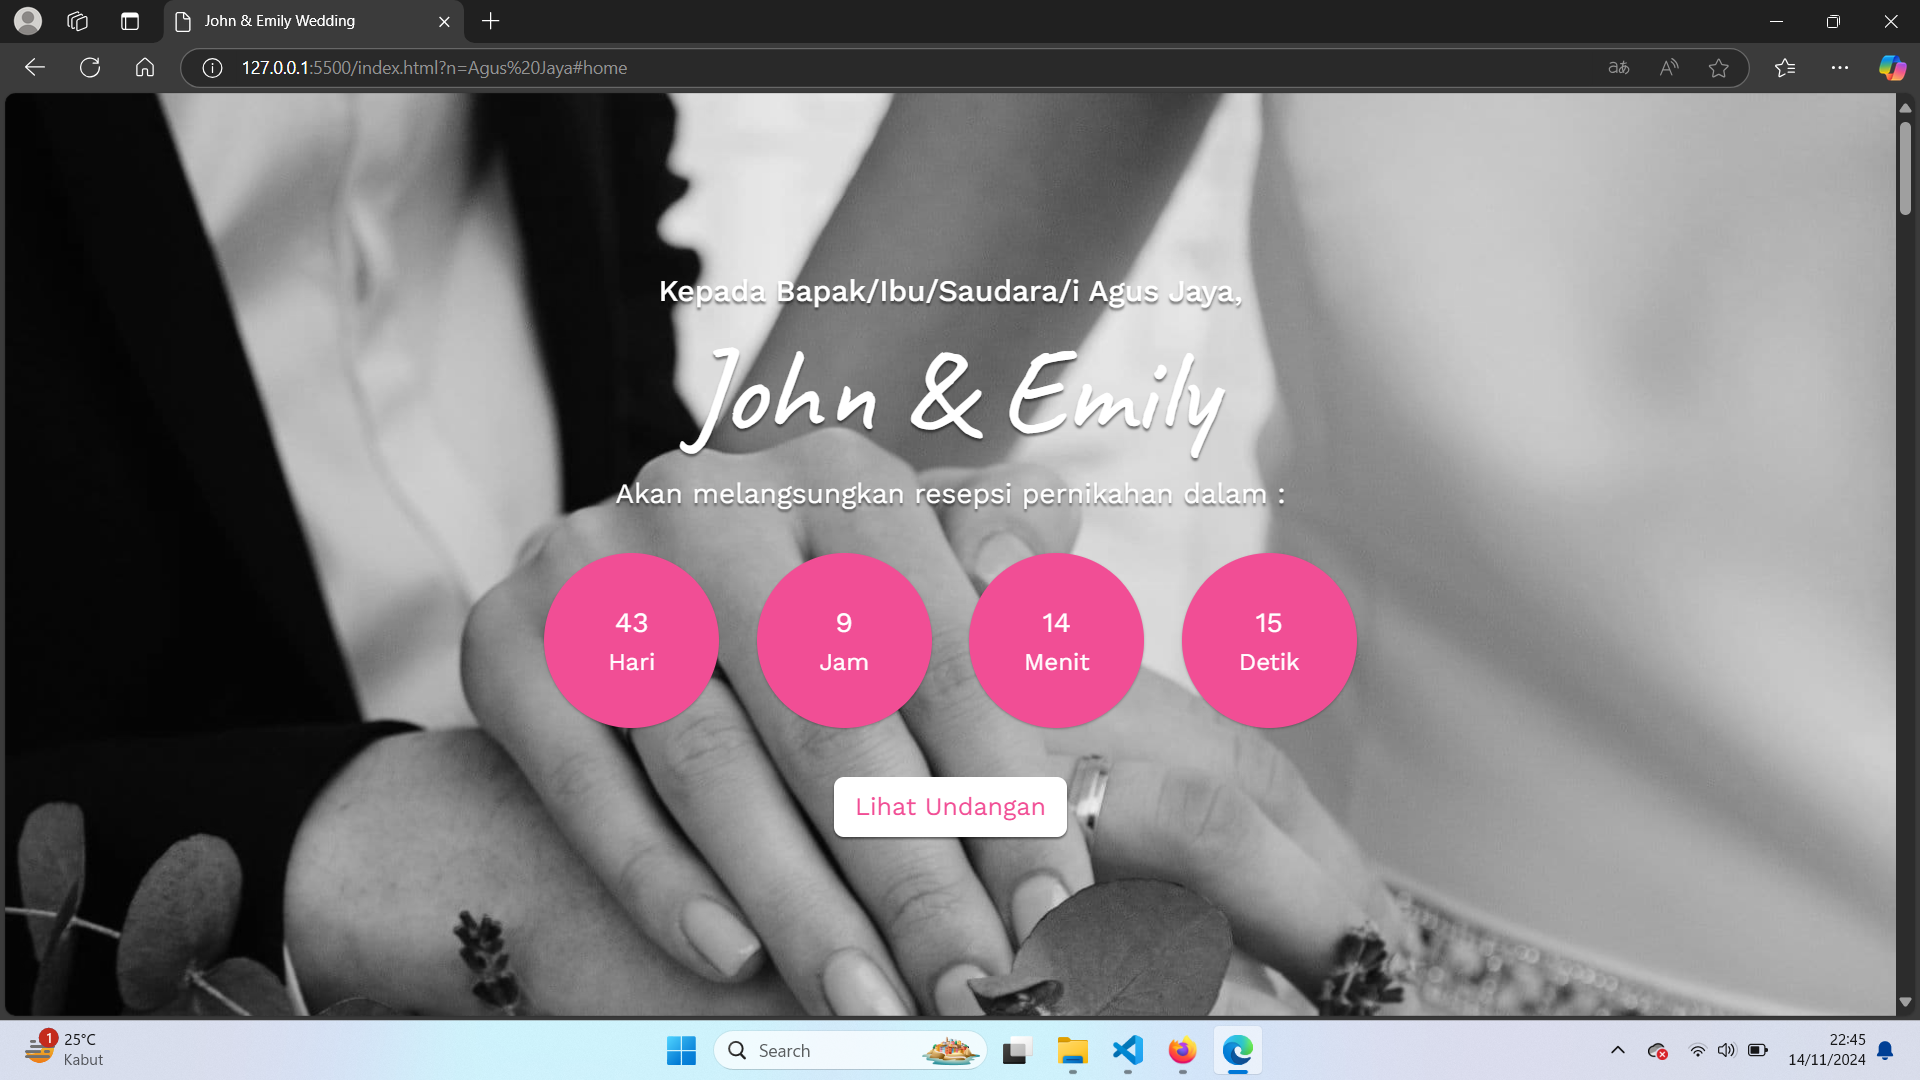 John & Emily Wedding
127.0.0.1:5500/index.html?n=Agus%20Jaya#home
Kepada Bapak/Ibu/Saudara/i Agus Jaya,
John & Emily
Akan melangsungkan resepsi pernikahan dalam :
43
Hari
9
Jam
14
Menit
15
Detik
Lihat Undangan
1
25°C
Kabut
Search
22:45
14/11/2024